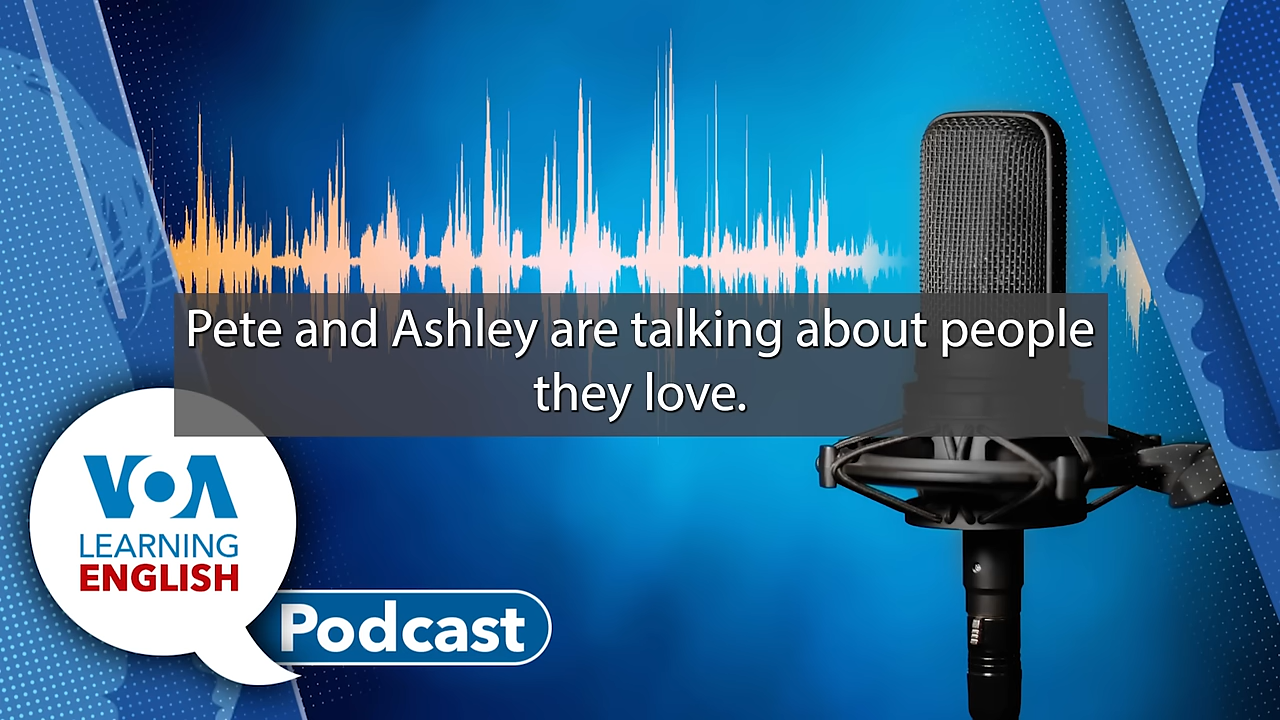 Pete and Ashley are talking about people
they love.
VOA
LEARNING
ENGLISH
Podcast